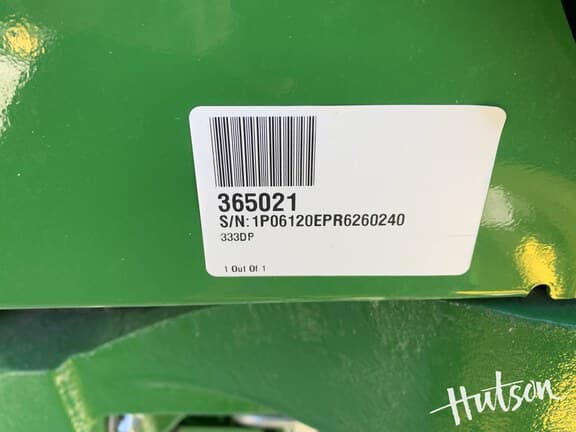 365021
S/N: 1P06120EPR6260240
333DP
1 Out Of 1
Hutson